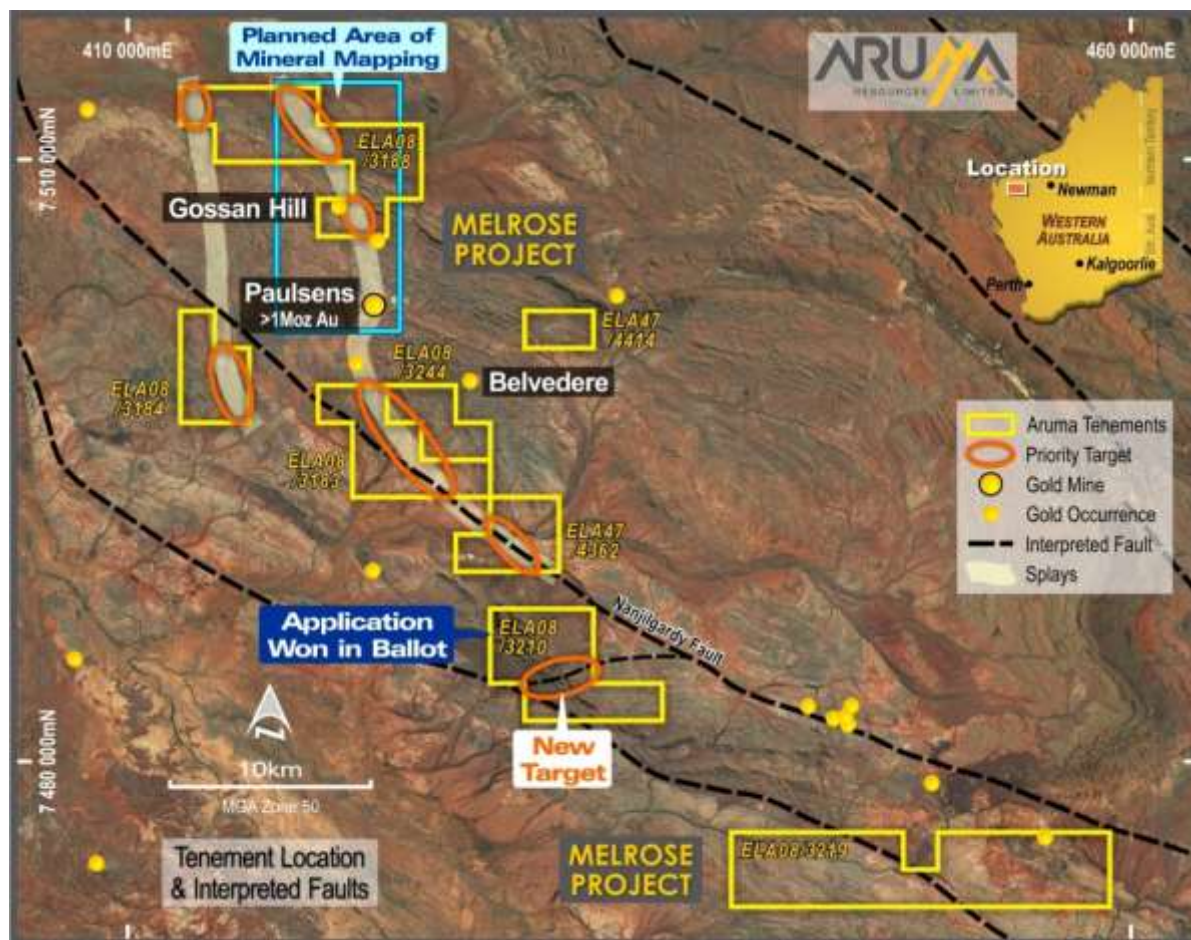 410 000mE
Planned Area of
Mineral Mapping
ARUMA
RESOURCES LIMITED
460 000mE
7 510 000mN
ELA08
/3188
Location
Newman
WESTERN
AUSTRALIA
Kalgoorlie
Perth
Gossan Hill
MELROSE
PROJECT
Paulsens
>1Moz Au
ELA47
/4414
ELA08
/3244
Belvedere
ELA08
/3184
ELA08
/3183
Aruma Tenements
Priority Target
Gold Mine
Gold Occurrence
Interpreted Fault
Splays
ELA47
4362
Application
Won in Ballot
ELA08
/3210
Nanjilgardy Fault
New
Target
7 480 000mN
10km
MGA Zone 50
Tenement Location
& Interpreted Faults
MELROSE
PROJECT
ELA08/3219